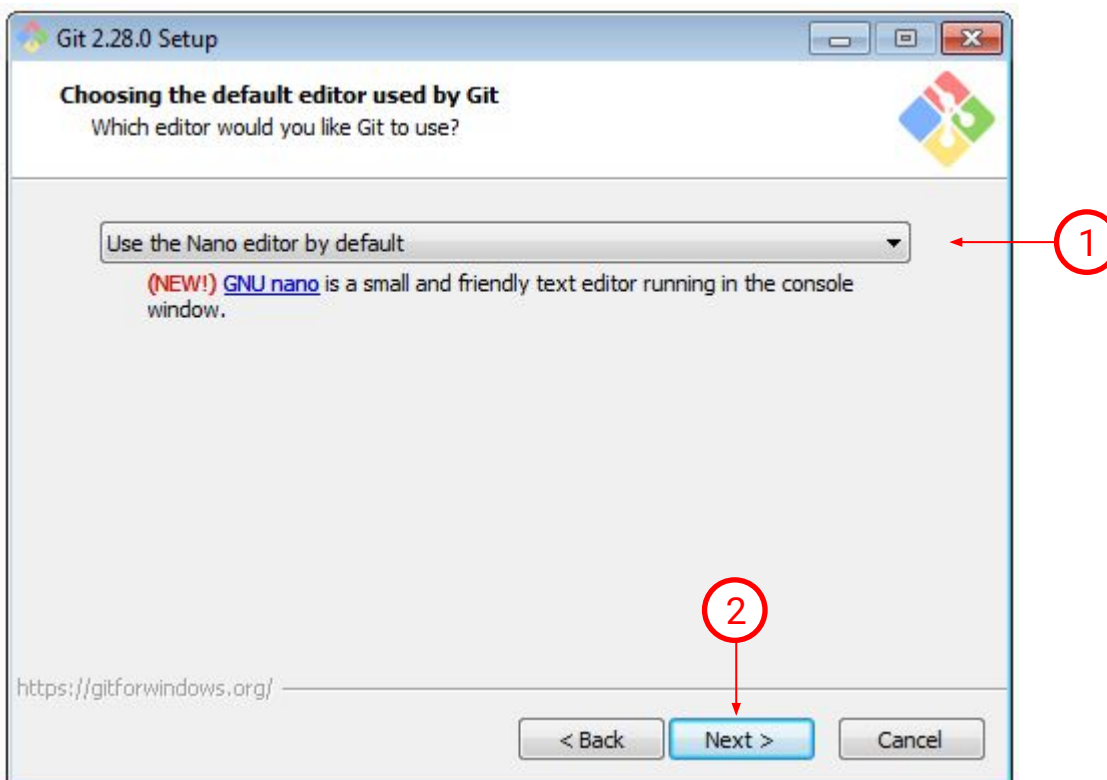 Git 2.28.0 Setup
Choosing the default editor used by Git
Which editor would you like Git to use?
Use the Nano editor by default
1
(NEW!) GNU nano is a small and friendly text editor running in the console
window.
2
https://gitforwindows.org/
< Back
Next >
Cancel